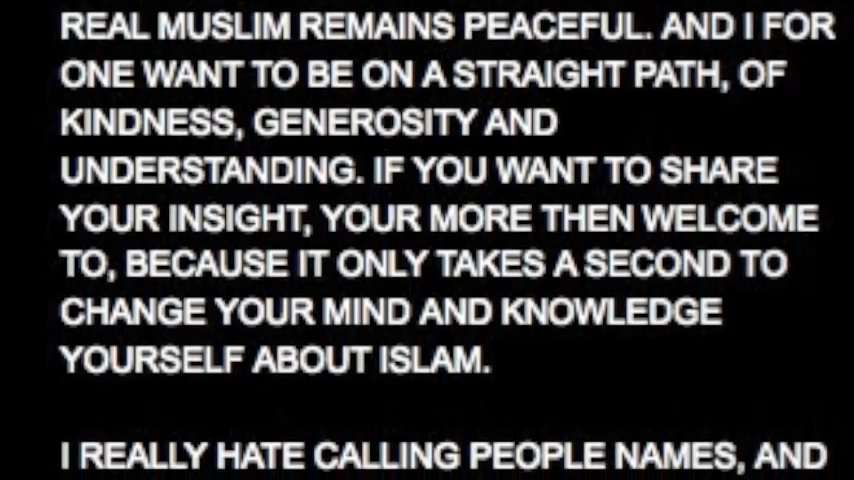 REAL MUSLIM REMAINS PEACEFUL. AND I FOR
ONE WANT TO BE ON A STRAIGHT PATH, OF
KINDNESS, GENEROSITY AND
UNDERSTANDING. IF YOU WANT TO SHARE
YOUR INSIGHT, YOUR MORE THEN WELCOME
TO, BECAUSE IT ONLY TAKES A SECOND TO
CHANGE YOUR MIND AND KNOWLEDGE
YOURSELF ABOUT ISLAM.
I REALLY HATE CALLING PEOPLE NAMES, AND